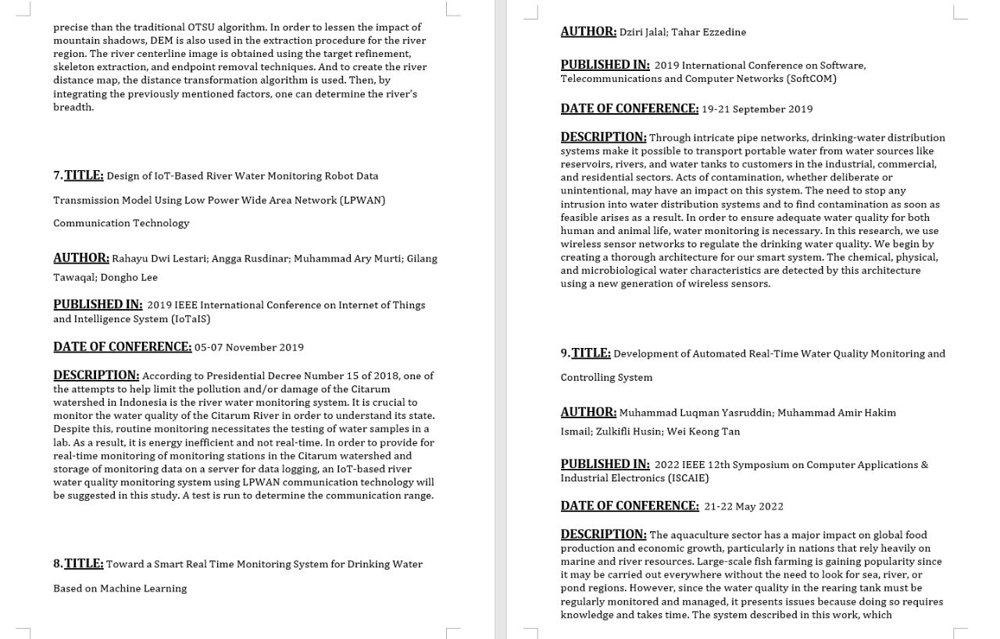 precise than the traditional OTSU algorithm. In order to lessen the impact of
mountain shadows, DEM is also used in the extraction procedure for the river
region. The river centerline image is obtained using the target refinement,
skeleton extraction, and endpoint removal techniques. And to create the river
distance map, the distance transformation algorithm is used. Then, by
integrating the previously mentioned factors, one can determine the river's
breadth.
7.TITLE: Design of IoT-Based River Water Monitoring Robot Data
Transmission Model Using Low Power Wide Area Network (LPWAN)
Communication Technology
AUTHOR: Rahayu Dwi Lestari; Angga Rusdinar; Muhammad Ary Murti; Gilang
Tawaqal; Dongho Lee
PUBLISHED IN: 2019 IEEE International Conference on Internet of Things
and Intelligence System (IoTaIS)
DATE OF CONFERENCE: 05-07 November 2019
DESCRIPTION: According to Presidential Decree Number 15 of 2018, one of
the attempts to help limit the pollution and/or damage of the Citarum
watershed in Indonesia is the river water monitoring system. It is crucial to
monitor the water quality of the Citarum River in order to understand its state.
Despite this, routine monitoring necessitates the testing of water samples in a
lab. As a result, it is energy inefficient and not real-time. In order to provide for
real-time monitoring of monitoring stations in the Citarum watershed and
storage of monitoring data on a server for data logging, an IoT-based river
water quality monitoring system using LPWAN communication technology will
be suggested in this study. A test is run to determine the communication range.
8.TITLE: Toward a Smart Real Time Monitoring System for Drinking Water
Based on Machine Learning
AUTHOR: Dziri Jalal; Tahar Ezzedine
PUBLISHED IN: 2019 International Conference on Software,
Telecommunications and Computer Networks (SoftCOM)
DATE OF CONFERENCE: 19-21 September 2019
DESCRIPTION: Through intricate pipe networks, drinking-water distribution
systems make it possible to transport portable water from water sources like
reservoirs, rivers, and water tanks to customers in the industrial, commercial,
and residential sectors. Acts of contamination, whether deliberate or
unintentional, may have an impact on this system. The need to stop any
intrusion into water distribution systems and to find contamination as soon as
feasible arises as a result. In order to ensure adequate water quality for both
human and animal life, water monitoring is necessary. In this research, we use
wireless sensor networks to regulate the drinking water quality. We begin by
creating a thorough architecture for our smart system. The chemical, physical,
and microbiological water characteristics are detected by this architecture
using a new generation of wireless sensors.
9.TITLE: Development of Automated Real-Time Water Quality Monitoring and
Controlling System
AUTHOR: Muhammad Luqman Yasruddin; Muhammad Amir Hakim
Ismail; Zulkifli Husin; Wei Keong Tan
PUBLISHED IN: 2022 IEEE 12th Symposium on Computer Applications &
Industrial Electronics (ISCAIE)
DATE OF CONFERENCE: 21-22 May 2022
DESCRIPTION: The aquaculture sector has a major impact on global food
production and economic growth, particularly in nations that rely heavily on
marine and river resources. Large-scale fish farming is gaining popularity since
it may be carried out everywhere without the need to look for sea, river, or
pond regions. However, since the water quality in the rearing tank must be
regularly monitored and managed, it presents issues because doing so requires
knowledge and takes time. The system described in this work, which